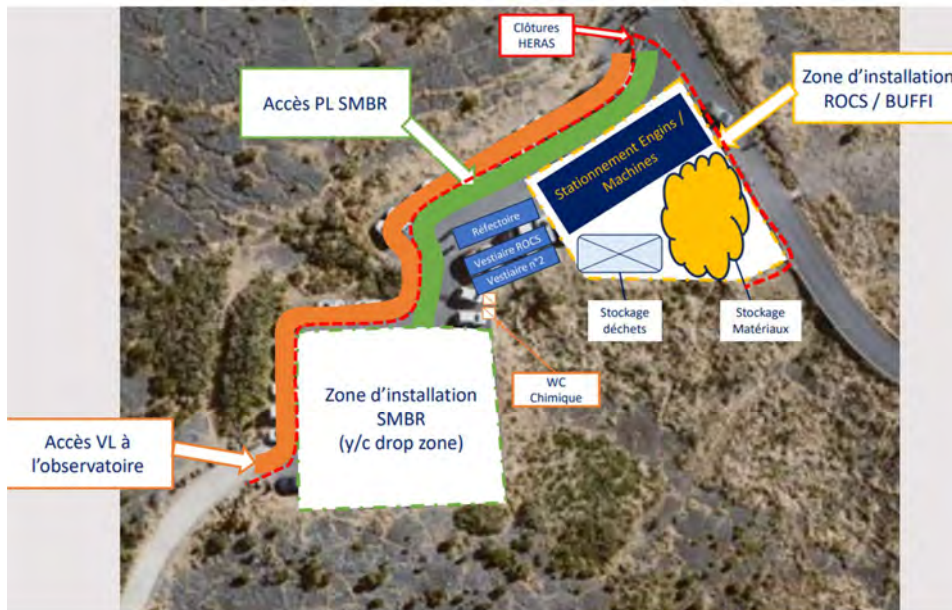 Clôtures
HERAS
Accès PL SMBR
Zone d'installation
ROCS / BUFFI
Stationnement Engins /
Machines
Réfectoire
Vestiaire ROCS
Vestiaire n°2
Stockage
déchets
Stockage
Matériaux
WC
Chimique
Zone d'installation
SMBR
(y/c drop zone)
Accès VL à
l'observatoire